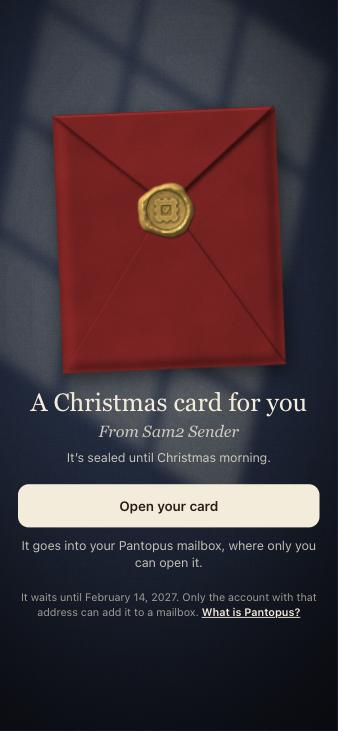 A Christmas card for you
From Sam2 Sender
It's sealed until Christmas morning.
Open your card
It goes into your Pantopus mailbox, where only you
can open it.
It waits until February 14, 2027. Only the account with that
address can add it to a mailbox. What is Pantopus?